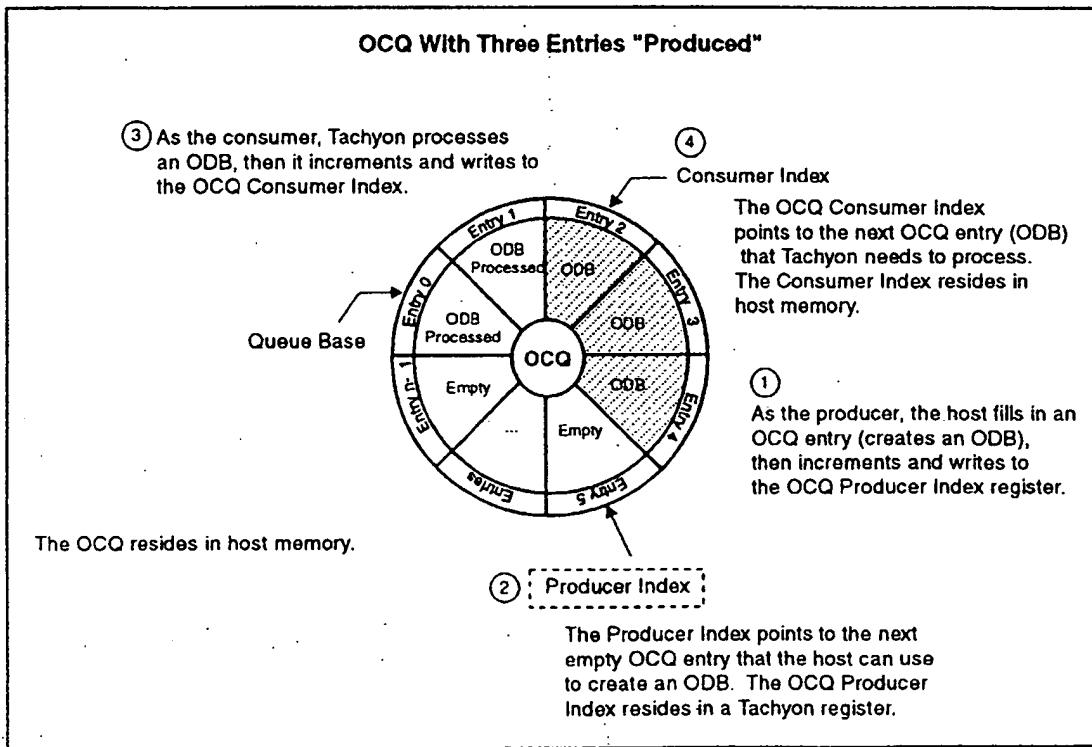 OCQ With Three Entries "Produced"
3 As the consumer, Tachyon processes
an ODB, then it increments and writes to
the OCQ Consumer Index.
4
Consumer Index
The OCQ Consumer Index
points to the next OCQ entry (ODB)
that Tachyon needs to process.
The Consumer Index resides in
host memory.
Queue Base
Entry 0
Entry 1
Entry 2
Entry 3
Entry 4
Entry 5
Entries
Entry n- 1
ODB
Processed
ODB
Processed
ODB
ODB
ODB
Empty
...
Empty
OCQ
1
As the producer, the host fills in an
OCQ entry (creates an ODB),
then increments and writes to
the OCQ Producer Index register.
The OCQ resides in host memory.
2 Producer Index
The Producer Index points to the next
empty OCQ entry that the host can use
to create an ODB. The OCQ Producer
Index resides in a Tachyon register.